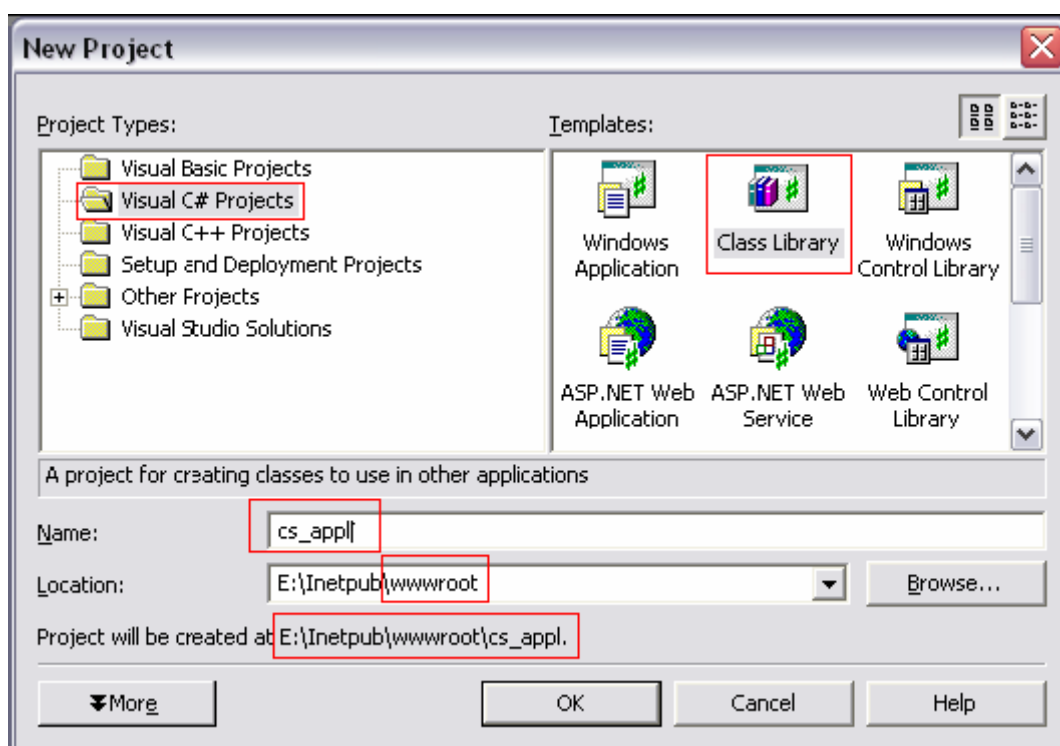 New Project
Project Types:
Templates:
Visual Basic Projects
Visual C# Projects
Visual C++ Projects
Setup and Deployment Projects
Other Projects
Visual Studio Solutions
Windows Application
Class Library
Windows Control Library
ASP.NET Web Application
ASP.NET Web Service
Web Control Library
A project for creating classes to use in other applications
Name:
cs_appl
Location:
E:\Inetpub\wwwroot
Browse...
Project will be created at E:\Inetpub\wwwroot\cs_appl.
More
OK
Cancel
Help